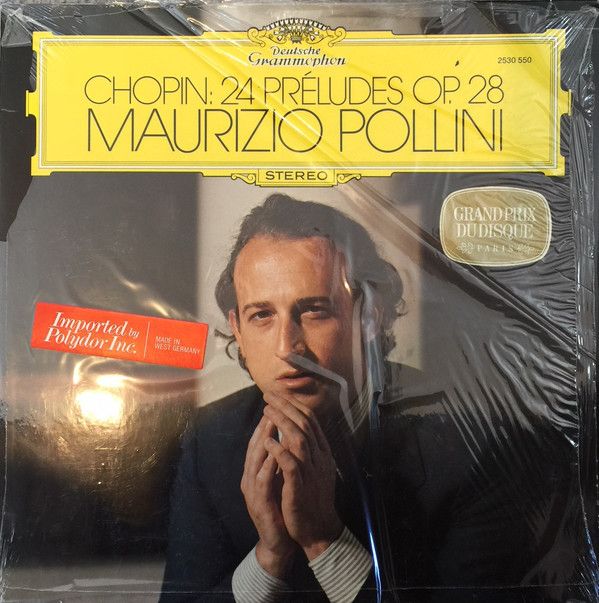 Deutsche
Grammophon
2530 550
CHOPIN: 24 PRÉLUDES OP. 28
MAURIZIO POLLINI
STEREO
GRAND PRIX
DU DISQUE
PARIS
Imported by
Polydor Inc.
MADE IN
WEST GERMANY